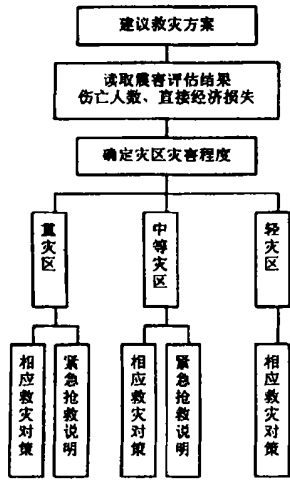 建议救灾方案
读取震害评估结果
伤亡人数、直接经济损失
确定灾区灾害程度
重灾区
中等灾区
轻灾区
相应救灾对策
紧急抢救说明
相应救灾对策
紧急抢救说明
相应救灾对策